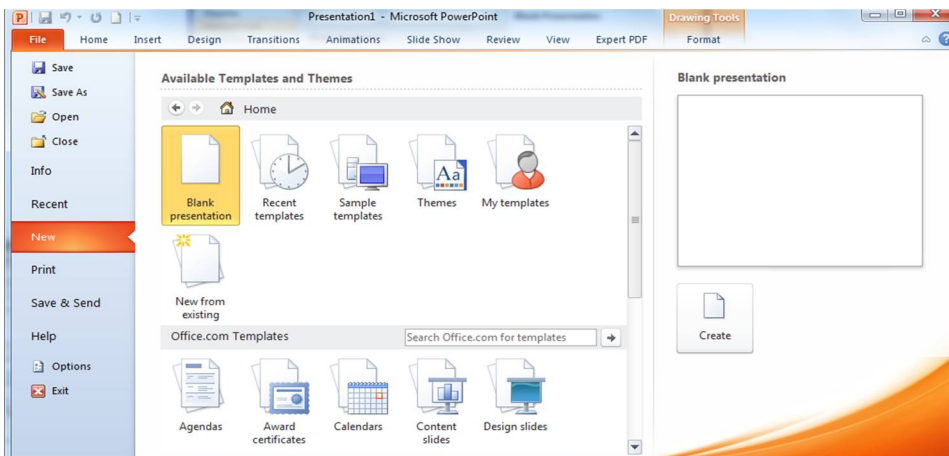 Presentation1 - Microsoft PowerPoint
Drawing Tools
File Home Insert Design Transitions Animations Slide Show Review View Expert PDF Format
Save
Save As
Open
Close
Info
Recent
New
Print
Save & Send
Help
Options
Exit
Available Templates and Themes
Home
Blank presentation
Recent templates
Sample templates
Themes
My templates
New from existing
Office.com Templates
Search Office.com for templates
Agendas
Award certificates
Calendars
Content slides
Design slides
Blank presentation
Create